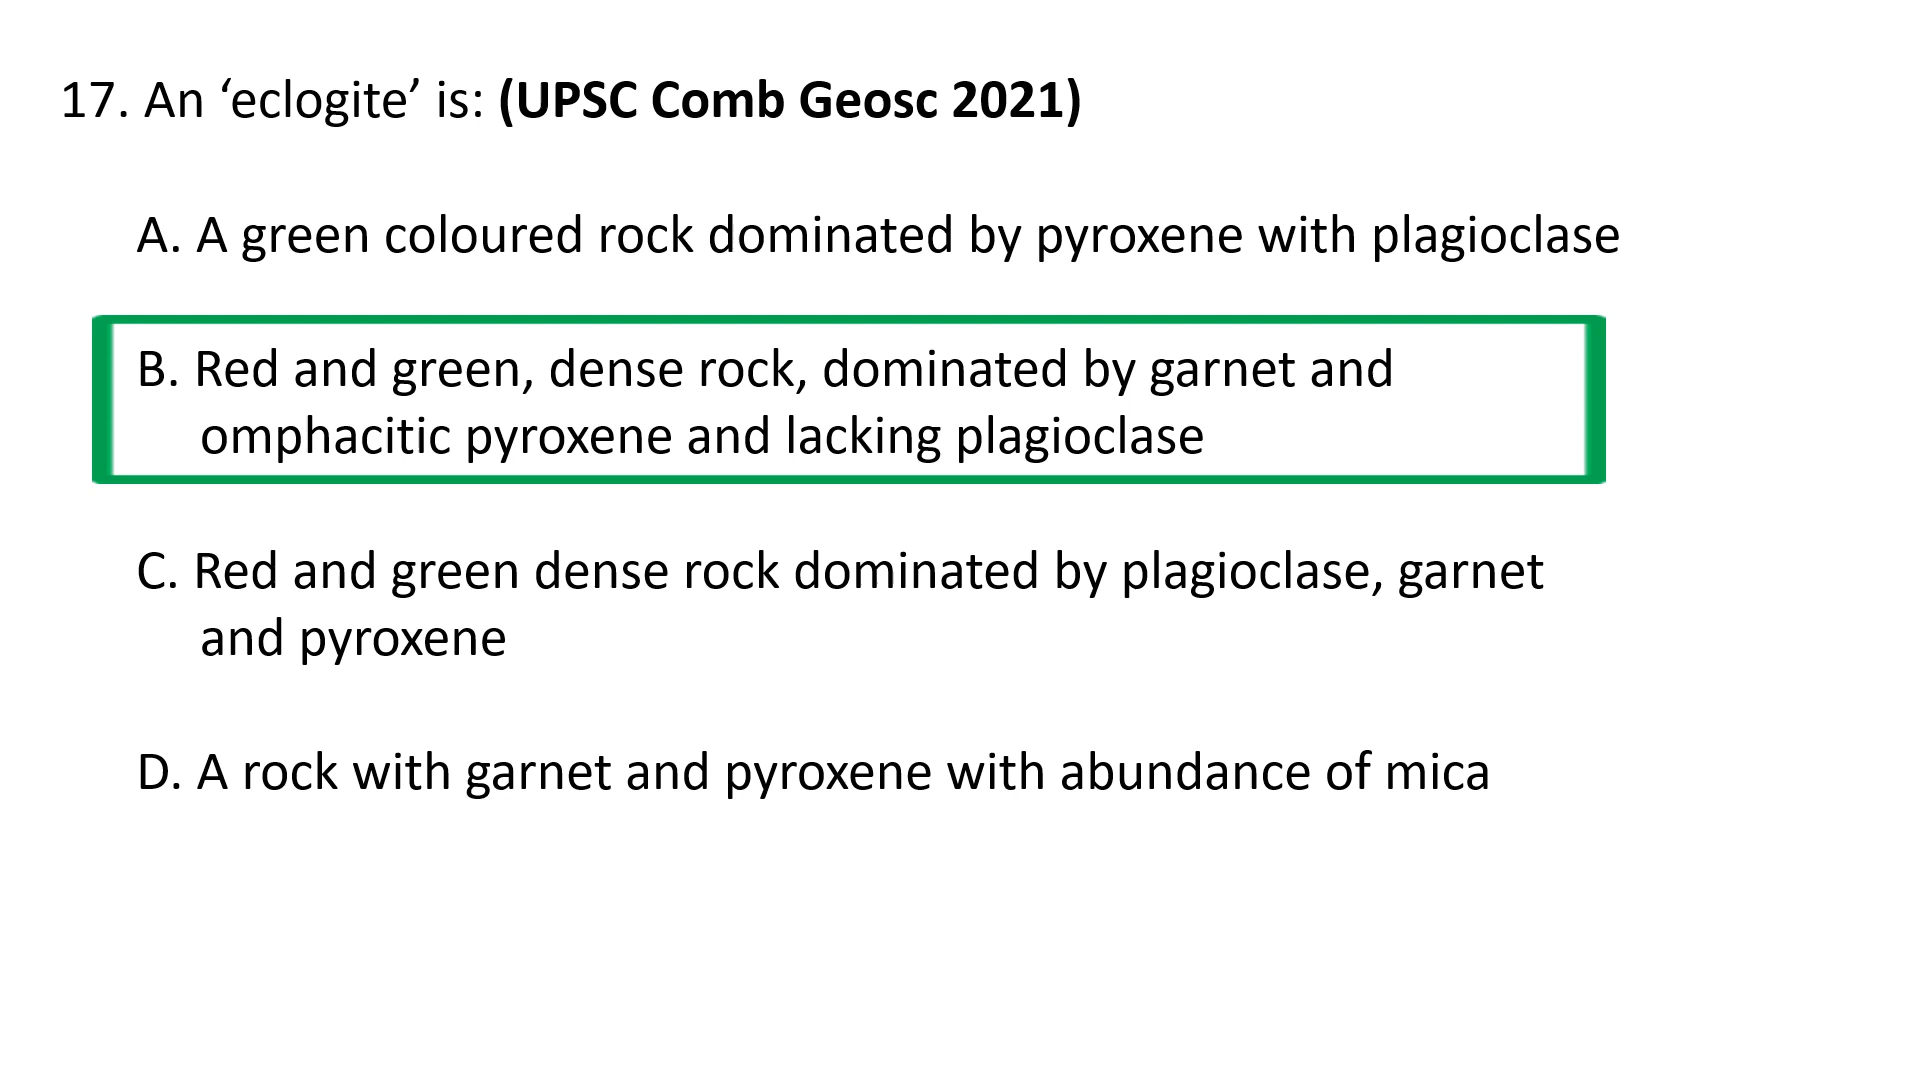 17. An ‘eclogite’ is: (UPSC Comb Geosc 2021)
A. A green coloured rock dominated by pyroxene with plagioclase
B. Red and green, dense rock, dominated by garnet and
omphacitic pyroxene and lacking plagioclase
C. Red and green dense rock dominated by plagioclase, garnet
and pyroxene
D. A rock with garnet and pyroxene with abundance of mica